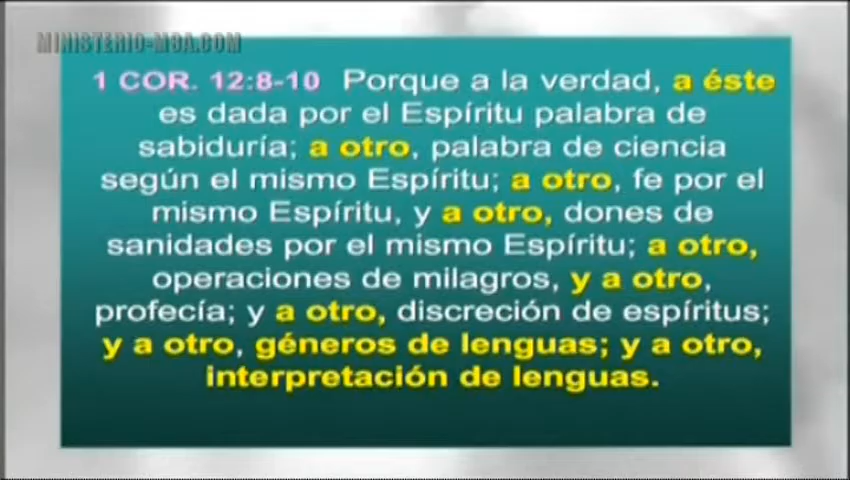 MINISTERIO-MDA.COM
1 COR. 12:8-10 Porque a la verdad, a éste
es dada por el Espíritu palabra de
sabiduría; a otro, palabra de ciencia
según el mismo Espíritu; a otro, fe por el
mismo Espíritu, y a otro, dones de
sanidades por el mismo Espíritu; a otro,
operaciones de milagros, y a otro,
profecía; y a otro, discreción de espíritus;
y a otro, géneros de lenguas; y a otro,
interpretación de lenguas.